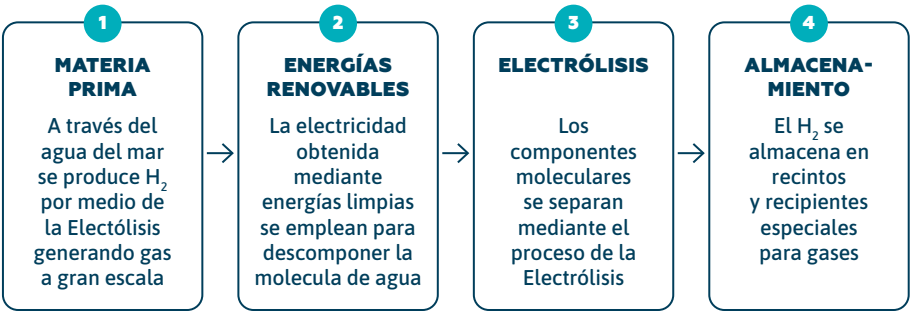 1
MATERIA
PRIMA
A través del
agua del mar
se produce H₂
por medio de
la Electólisis
generando gas
a gran escala
2
ENERGÍAS
RENOVABLES
La electricidad
obtenida
mediante
energías limpias
se emplean para
descomponer la
molecula de agua
3
ELECTRÓLISIS
Los
componentes
moleculares
se separan
mediante el
proceso de la
Electrólisis
4
ALMACENA-
MIENTO
El H₂ se
almacena en
recintos
y recipientes
especiales
para gases